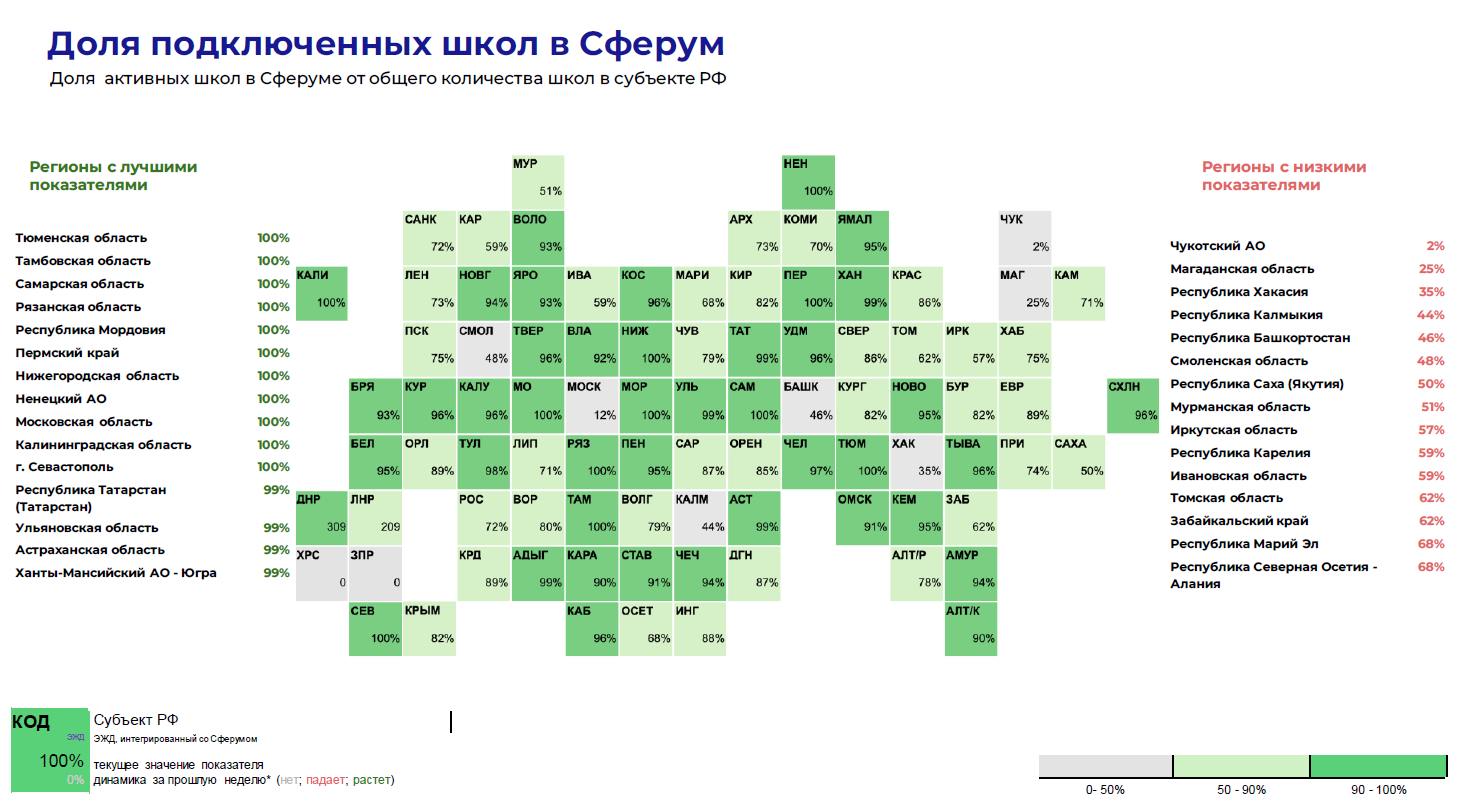 Доля подключенных школ в Сферум
Доля активных школ в Сферуме от общего количества школ в субъекте РФ
Регионы с лучшими
показателями
Тюменская область 100%
Тамбовская область 100%
Самарская область 100%
Рязанская область 100%
Республика Мордовия 100%
Пермский край 100%
Нижегородская область 100%
Ненецкий АО 100%
Московская область 100%
Калининградская область 100%
г. Севастополь 100%
Республика Татарстан 99%
(Татарстан)
Ульяновская область 99%
Астраханская область 99%
Ханты-Мансийский АО - Югра 99%
МУР НЕН
51% 100%
САНК КАР ВОЛО АРХ КОМИ ЯМАЛ ЧУК
72% 59% 93% 73% 70% 95% 2%
КАЛИ ЛЕН НОВГ ЯРО ИВА КОС МАРИ КИР ПЕР ХАН КРАС МАГ КАМ
100% 73% 94% 93% 59% 96% 68% 82% 100% 99% 86% 25% 71%
ПСК СМОЛ ТВЕР ВЛА НИЖ ЧУВ ТАТ УДМ СВЕР ТОМ ИРК ХАБ
75% 48% 96% 92% 100% 79% 99% 96% 86% 62% 57% 75%
БРЯ КУР КАЛУ МО МОСК МОР УЛЬ САМ БАШК КУРГ НОВО БУР ЕВР СХЛН
93% 96% 96% 100% 12% 100% 99% 100% 46% 82% 95% 82% 89% 96%
БЕЛ ОРЛ ТУЛ ЛИП РЯЗ ПЕН САР ОРЕН ЧЕЛ ТЮМ ХАК ТЫВА ПРИ САХА
95% 89% 98% 71% 100% 95% 87% 85% 97% 100% 35% 96% 74% 50%
ДНР ЛНР РОС ВОР ТАМ ВОЛГ КАЛМ АСТ ОМСК КЕМ ЗАБ
309 209 72% 80% 100% 79% 44% 99% 91% 95% 62%
ХРС ЗПР КРД АДЫГ КАРА СТАВ ЧЕЧ ДГН АЛТ/Р АМУР
0 0 89% 99% 90% 91% 94% 87% 78% 94%
СЕВ КРЫМ КАБ ОСЕТ ИНГ АЛТ/К
100% 82% 96% 68% 88% 90%
Регионы с низкими
показателями
Чукотский АО 2%
Магаданская область 25%
Республика Хакасия 35%
Республика Калмыкия 44%
Республика Башкортостан 46%
Смоленская область 48%
Республика Саха (Якутия) 50%
Мурманская область 51%
Иркутская область 57%
Республика Карелия 59%
Ивановская область 59%
Томская область 62%
Забайкальский край 62%
Республика Марий Эл 68%
Республика Северная Осетия - 68%
Алания
КОД Субъект РФ
ЭЖД ЭЖД, интегрированный со Сферумом
100% текущее значение показателя
0% динамика за прошлую неделю* (нет; падает; растет)
0- 50% 50 - 90% 90 - 100%